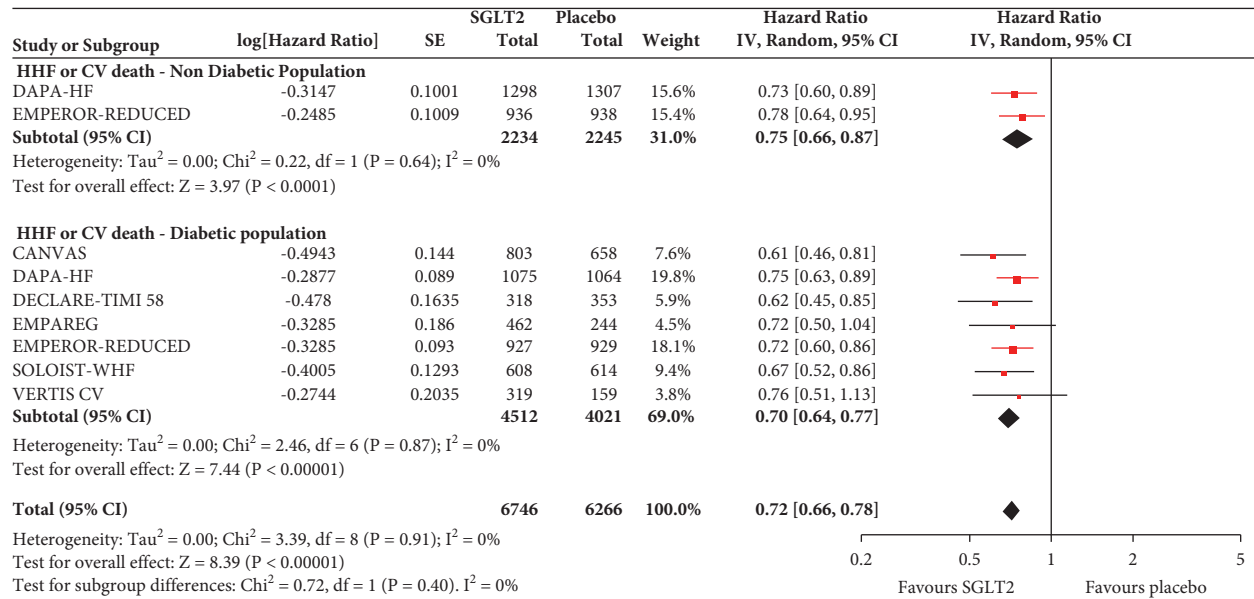 SGLT2 Placebo Hazard Ratio Hazard Ratio
Study or Subgroup log[Hazard Ratio] SE Total Total Weight IV, Random, 95% CI IV, Random, 95% CI
HHF or CV death - Non Diabetic Population
DAPA-HF -0.3147 0.1001 1298 1307 15.6% 0.73 [0.60, 0.89]
EMPEROR-REDUCED -0.2485 0.1009 936 938 15.4% 0.78 [0.64, 0.95]
Subtotal (95% CI) 2234 2245 31.0% 0.75 [0.66, 0.87]
Heterogeneity: Tau² = 0.00; Chi² = 0.22, df = 1 (P = 0.64); I² = 0%
Test for overall effect: Z = 3.97 (P < 0.0001)
HHF or CV death - Diabetic population
CANVAS -0.4943 0.144 803 658 7.6% 0.61 [0.46, 0.81]
DAPA-HF -0.2877 0.089 1075 1064 19.8% 0.75 [0.63, 0.89]
DECLARE-TIMI 58 -0.478 0.1635 318 353 5.9% 0.62 [0.45, 0.85]
EMPAREG -0.3285 0.186 462 244 4.5% 0.72 [0.50, 1.04]
EMPEROR-REDUCED -0.3285 0.093 927 929 18.1% 0.72 [0.60, 0.86]
SOLOIST-WHF -0.4005 0.1293 608 614 9.4% 0.67 [0.52, 0.86]
VERTIS CV -0.2744 0.2035 319 159 3.8% 0.76 [0.51, 1.13]
Subtotal (95% CI) 4512 4021 69.0% 0.70 [0.64, 0.77]
Heterogeneity: Tau² = 0.00; Chi² = 2.46, df = 6 (P = 0.87); I² = 0%
Test for overall effect: Z = 7.44 (P < 0.00001)
Total (95% CI) 6746 6266 100.0% 0.72 [0.66, 0.78]
Heterogeneity: Tau² = 0.00; Chi² = 3.39, df = 8 (P = 0.91); I² = 0%
Test for overall effect: Z = 8.39 (P < 0.00001)
Test for subgroup differences: Chi² = 0.72, df = 1 (P = 0.40). I² = 0%
0.2 0.5 1 2 5
Favours SGLT2 Favours placebo